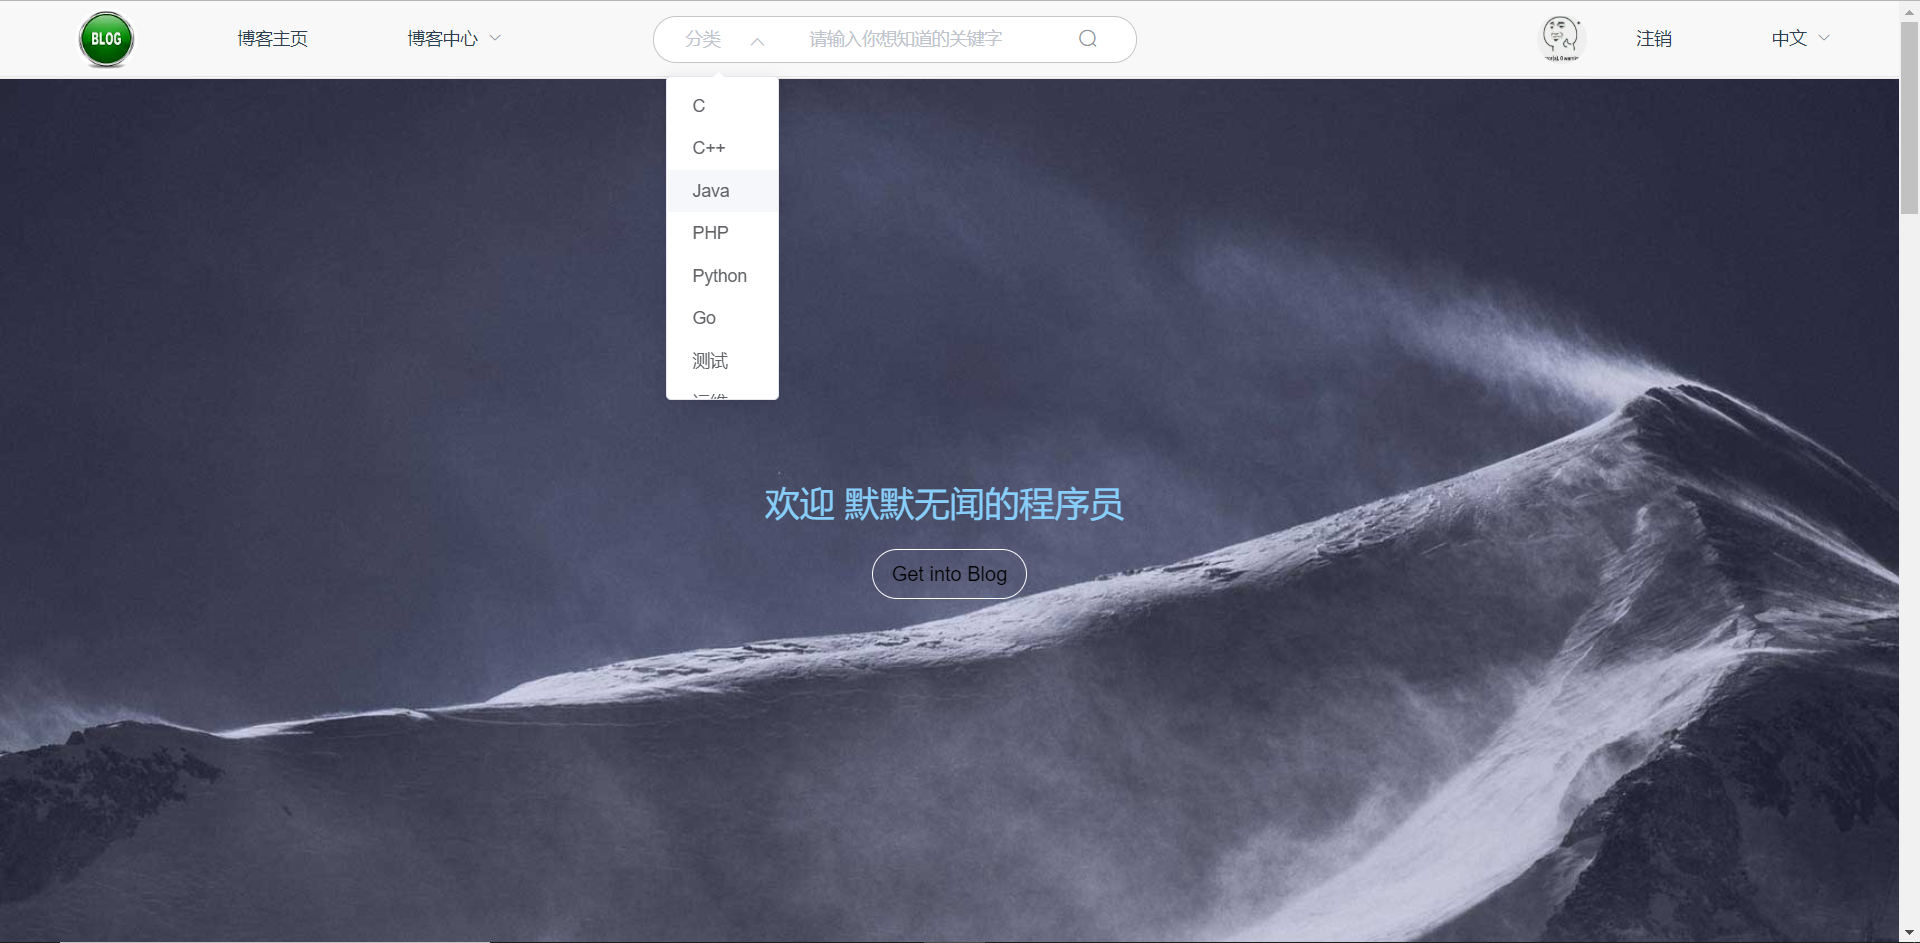 BLOG
博客主页
博客中心
分类
请输入你想知道的关键字
注销
中文
C
C++
Java
PHP
Python
Go
测试
运维
欢迎 默默无闻的程序员
Get into Blog